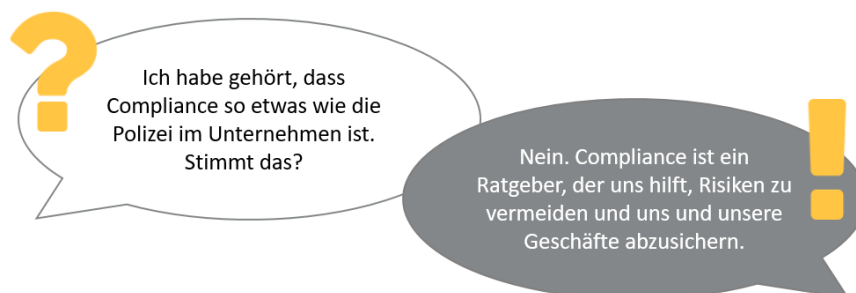 ?
Ich habe gehört, dass
Compliance so etwas wie die
Polizei im Unternehmen ist.
Stimmt das?
!
Nein. Compliance ist ein
Ratgeber, der uns hilft, Risiken zu
vermeiden und uns und unsere
Geschäfte abzusichern.